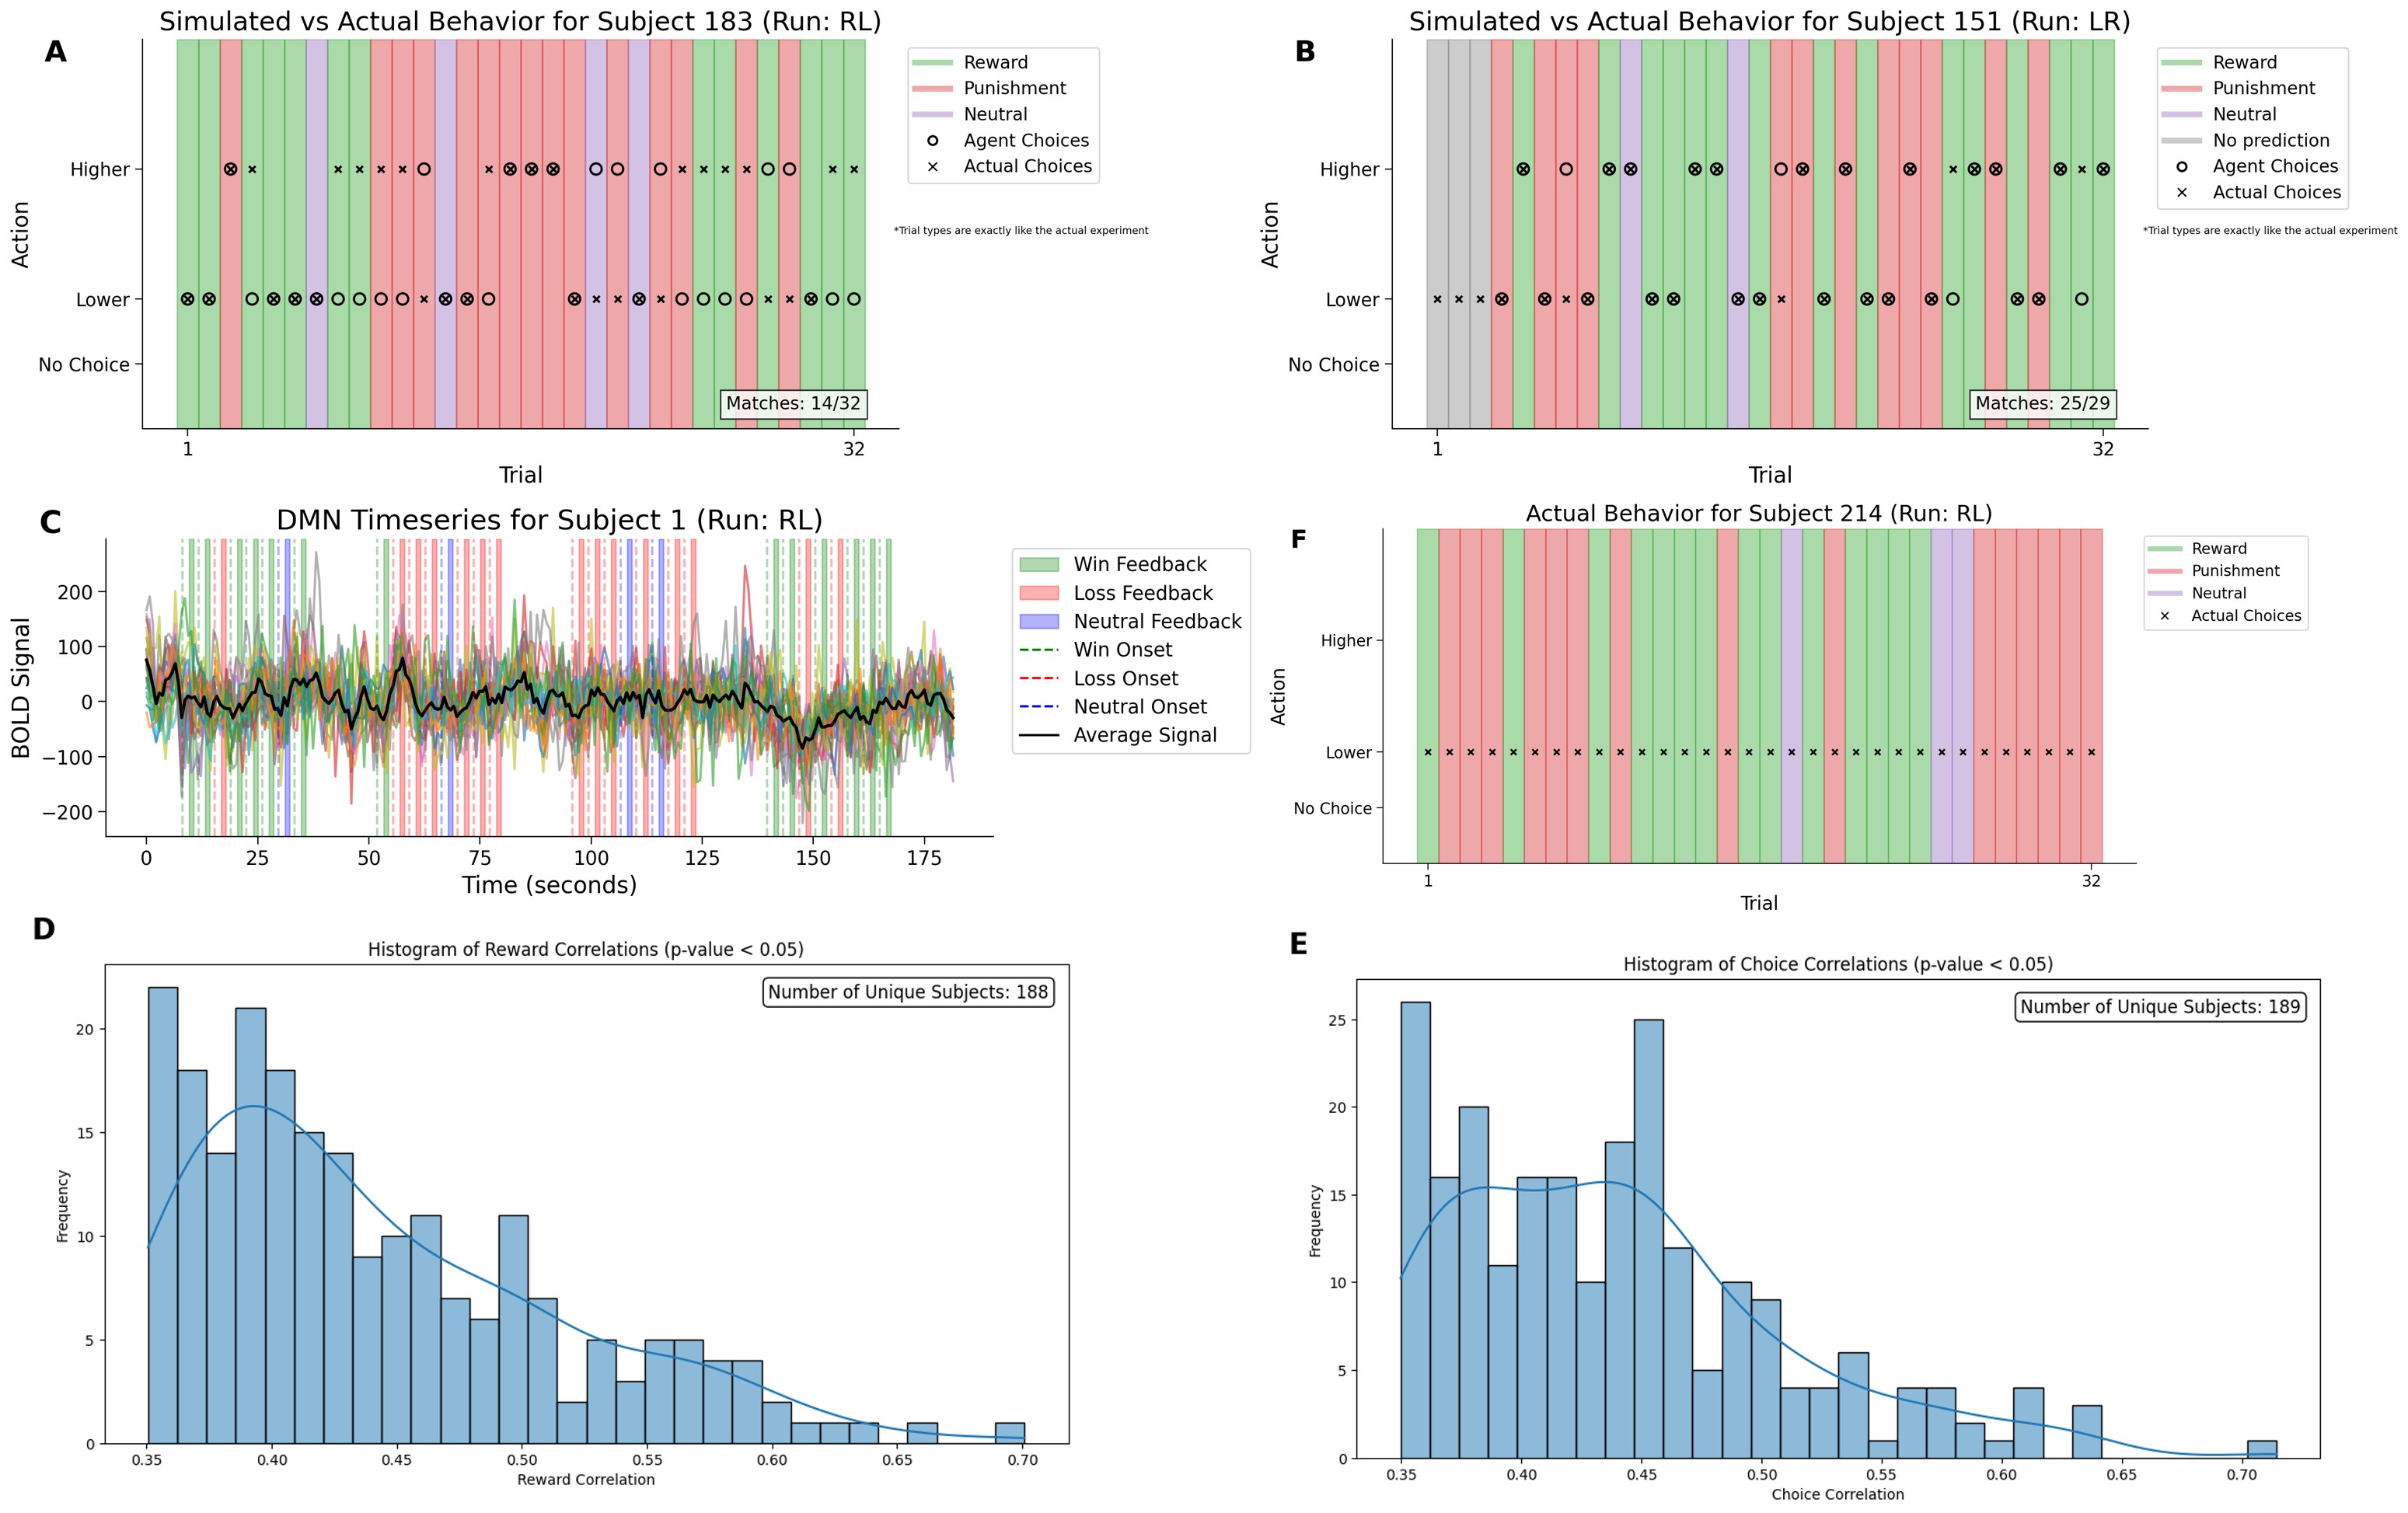 A
Simulated vs Actual Behavior for Subject 183 (Run: RL)
Action
Higher
Lower
No Choice
Matches: 14/32
1
32
Trial
Reward
Punishment
Neutral
Agent Choices
Actual Choices
*Trial types are exactly like the actual experiment
B
Simulated vs Actual Behavior for Subject 151 (Run: LR)
Action
Higher
Lower
No Choice
Matches: 25/29
1
32
Trial
Reward
Punishment
Neutral
No prediction
Agent Choices
Actual Choices
*Trial types are exactly like the actual experiment
C
DMN Timeseries for Subject 1 (Run: RL)
BOLD Signal
200
100
0
−100
−200
0
25
50
75
100
125
150
175
Time (seconds)
Win Feedback
Loss Feedback
Neutral Feedback
Win Onset
Loss Onset
Neutral Onset
Average Signal
F
Actual Behavior for Subject 214 (Run: RL)
Action
Higher
Lower
No Choice
1
32
Trial
Reward
Punishment
Neutral
Actual Choices
D
Histogram of Reward Correlations (p-value < 0.05)
Number of Unique Subjects: 188
Frequency
20
15
10
5
0
0.35
0.40
0.45
0.50
0.55
0.60
0.65
0.70
Reward Correlation
E
Histogram of Choice Correlations (p-value < 0.05)
Number of Unique Subjects: 189
Frequency
25
20
15
10
5
0
0.35
0.40
0.45
0.50
0.55
0.60
0.65
0.70
Choice Correlation